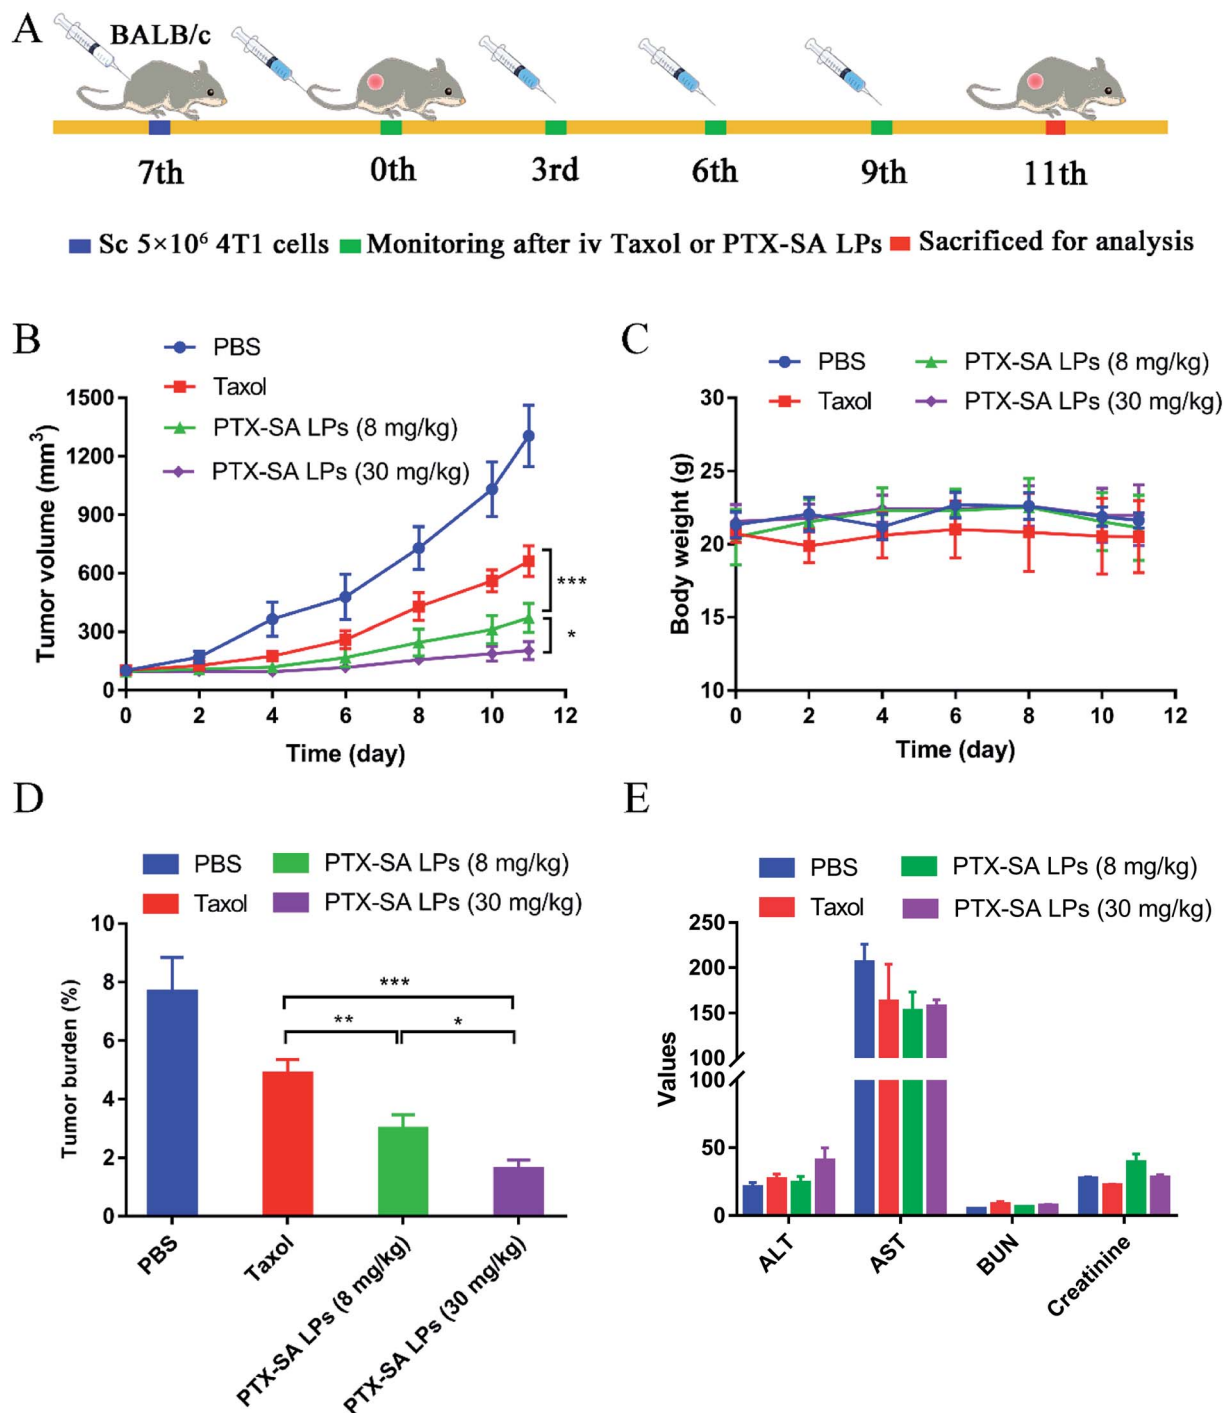 A
BALB/c
7th 0th 3rd 6th 9th 11th
Sc 5×10⁶ 4T1 cells Monitoring after iv Taxol or PTX-SA LPs Sacrificed for analysis
B
PBS
Taxol
PTX-SA LPs (8 mg/kg)
PTX-SA LPs (30 mg/kg)
Tumor volume (mm³)
1500
1200
900
600
300
0
***
*
0 2 4 6 8 10 12
Time (day)
C
PBS PTX-SA LPs (8 mg/kg)
Taxol PTX-SA LPs (30 mg/kg)
Body weight (g)
30
25
20
15
10
0 2 4 6 8 10 12
Time (day)
D
PBS PTX-SA LPs (8 mg/kg)
Taxol PTX-SA LPs (30 mg/kg)
Tumor burden (%)
10
8
6
4
2
0
***
** *
PBS
Taxol
PTX-SA LPs (8 mg/kg)
PTX-SA LPs (30 mg/kg)
E
PBS PTX-SA LPs (8 mg/kg)
Taxol PTX-SA LPs (30 mg/kg)
Values
250
200
150
100
100
50
0
ALT
AST
BUN
Creatinine